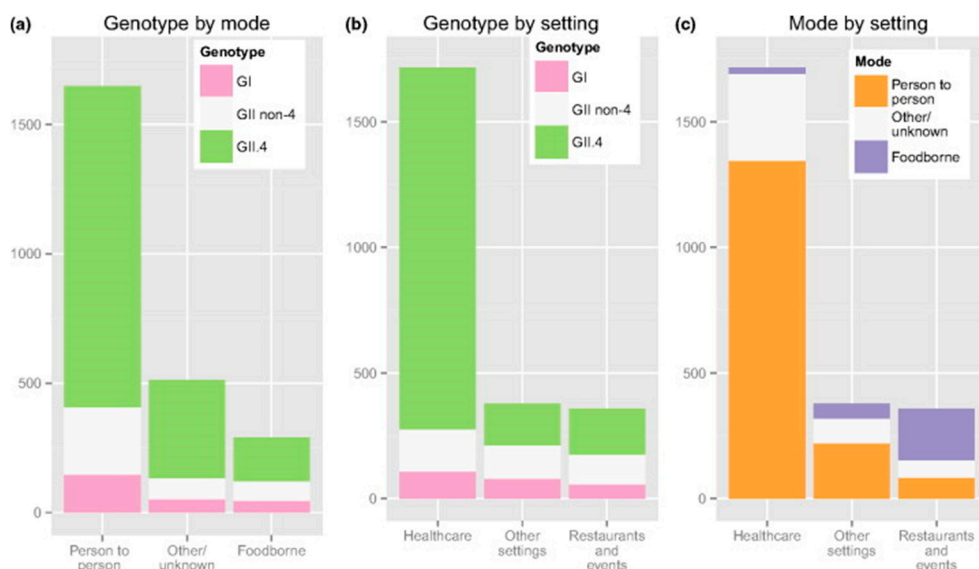 (a) Genotype by mode
Genotype
GI
GII non-4
GII.4
1500
1000
500
0
Person to
person
Other/
unknown
Foodborne
(b) Genotype by setting
Genotype
GI
GII non-4
GII.4
1500
1000
500
0
Healthcare
Other
settings
Restaurants
and
events
(c) Mode by setting
Mode
Person to
person
Other/
unknown
Foodborne
1500
1000
500
0
Healthcare
Other
settings
Restaurants
and
events